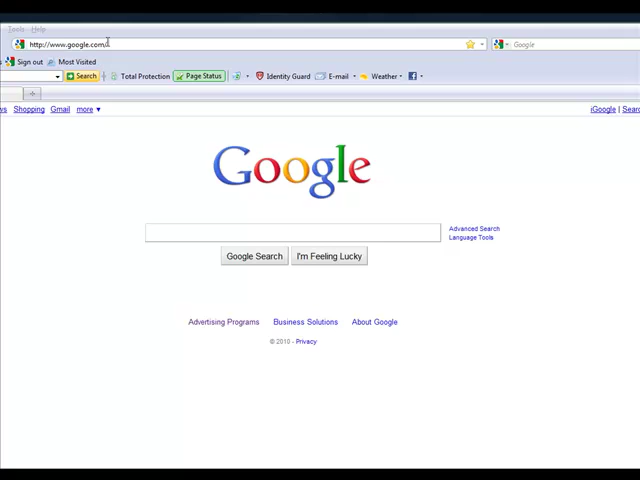 Tools Help
http://www.google.com/
Google
Sign out Most Visited
Search Total Protection Page Status Identity Guard E-mail Weather
Shopping Gmail more ▼ iGoogle |
Google
Advanced Search
Language Tools
Google Search I'm Feeling Lucky
Advertising Programs Business Solutions About Google
© 2010 - Privacy